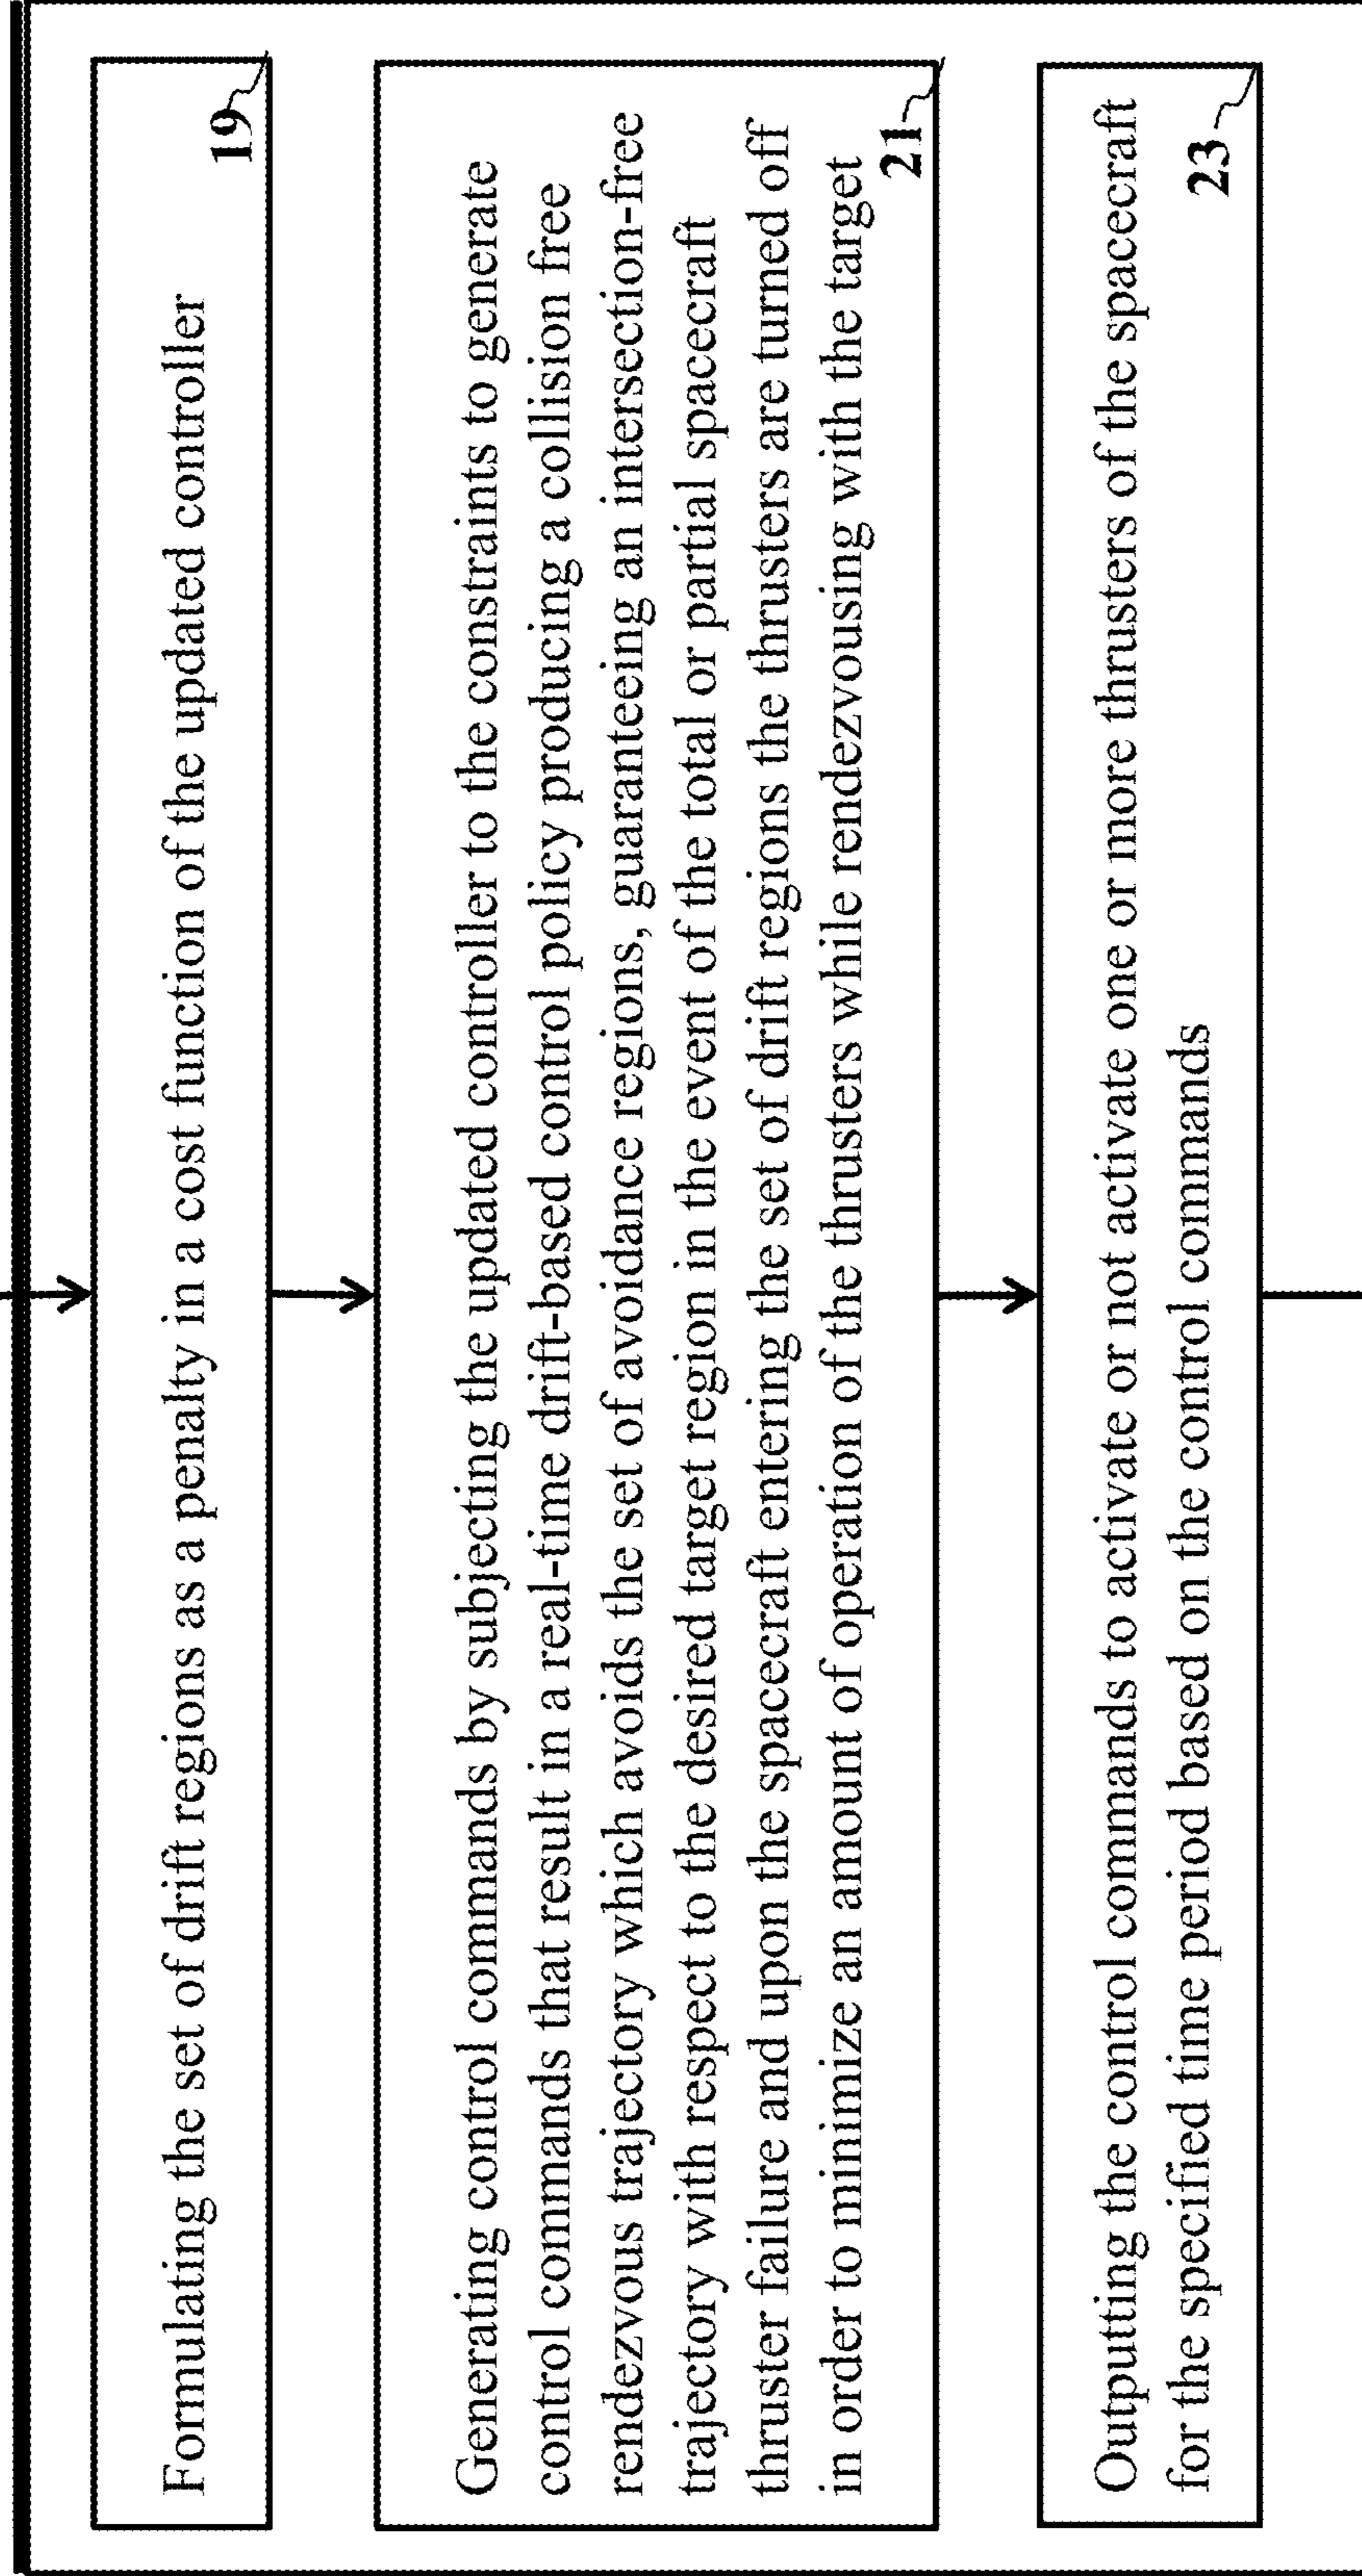 Formulating the set of drift regions as a penalty in a cost function of the updated controller
19
Generating control commands by subjecting the updated controller to the constraints to generate
control commands that result in a real-time drift-based control policy producing a collision free
rendezvous trajectory which avoids the set of avoidance regions, guaranteeing an intersection-free
trajectory with respect to the desired target region in the event of the total or partial spacecraft
thruster failure and upon the spacecraft entering the set of drift regions the thrusters are turned off
in order to minimize an amount of operation of the thrusters while rendezvousing with the target
21
Outputting the control commands to activate or not activate one or more thrusters of the spacecraft
for the specified time period based on the control commands
23